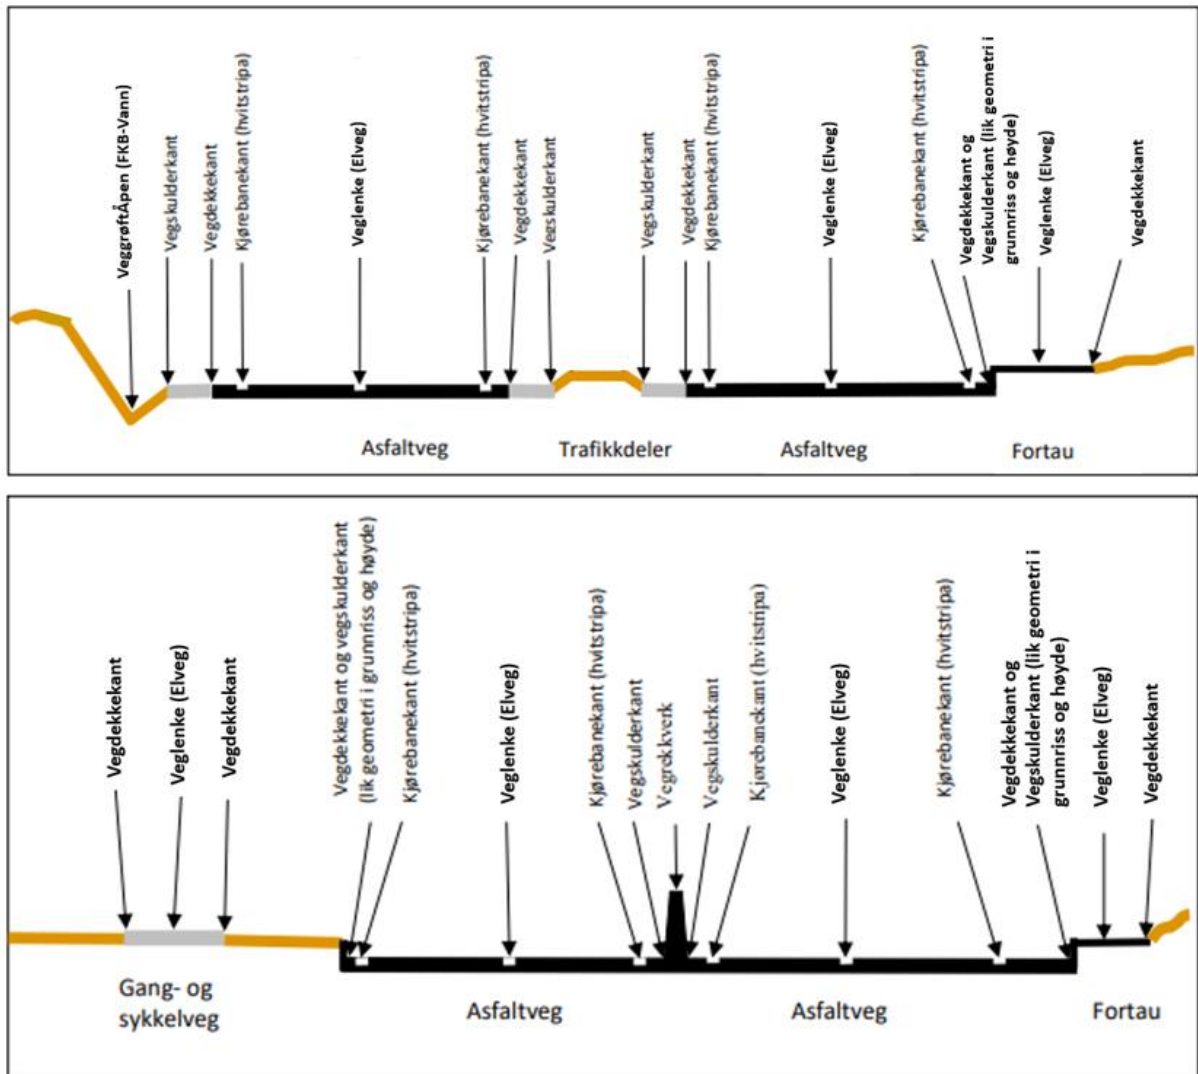 VeggrøftÅpen (FKB-Vann)
Vegskulderkant
Vegdekkekant
Kjørebanekant (hvitstripa)
Veglenke (Elveg)
Kjørebanekant (hvitstripa)
Vegdekkekant
Vegskulderkant
Vegskulderkant
Vegdekkekant
Kjørebanekant (hvitstripa)
Veglenke (Elveg)
Kjørebanekant (hvitstripa)
Vegdekkekant og
Vegskulderkant (lik geometri i
grunnriss og høyde)
Veglenke (Elveg)
Vegdekkekant
Asfaltveg
Trafikkdeler
Asfaltveg
Fortau
Vegdekkekant
Veglenke (Elveg)
Vegdekkekant
Vegdekkekant og vegskulderkant
(lik geometri i grunnriss og høyde)
Kjørebanekant (hvitstripa)
Veglenke (Elveg)
Kjørebanekant (hvitstripa)
Vegskulderkant
Vegrekkverk
Vegskulderkant
Kjørebanekant (hvitstripa)
Veglenke (Elveg)
Kjørebanekant (hvitstripa)
Vegdekkekant og
Vegskulderkant (lik geometri i
grunnriss og høyde)
Veglenke (Elveg)
Vegdekkekant
Gang- og
sykkelveg
Asfaltveg
Asfaltveg
Fortau